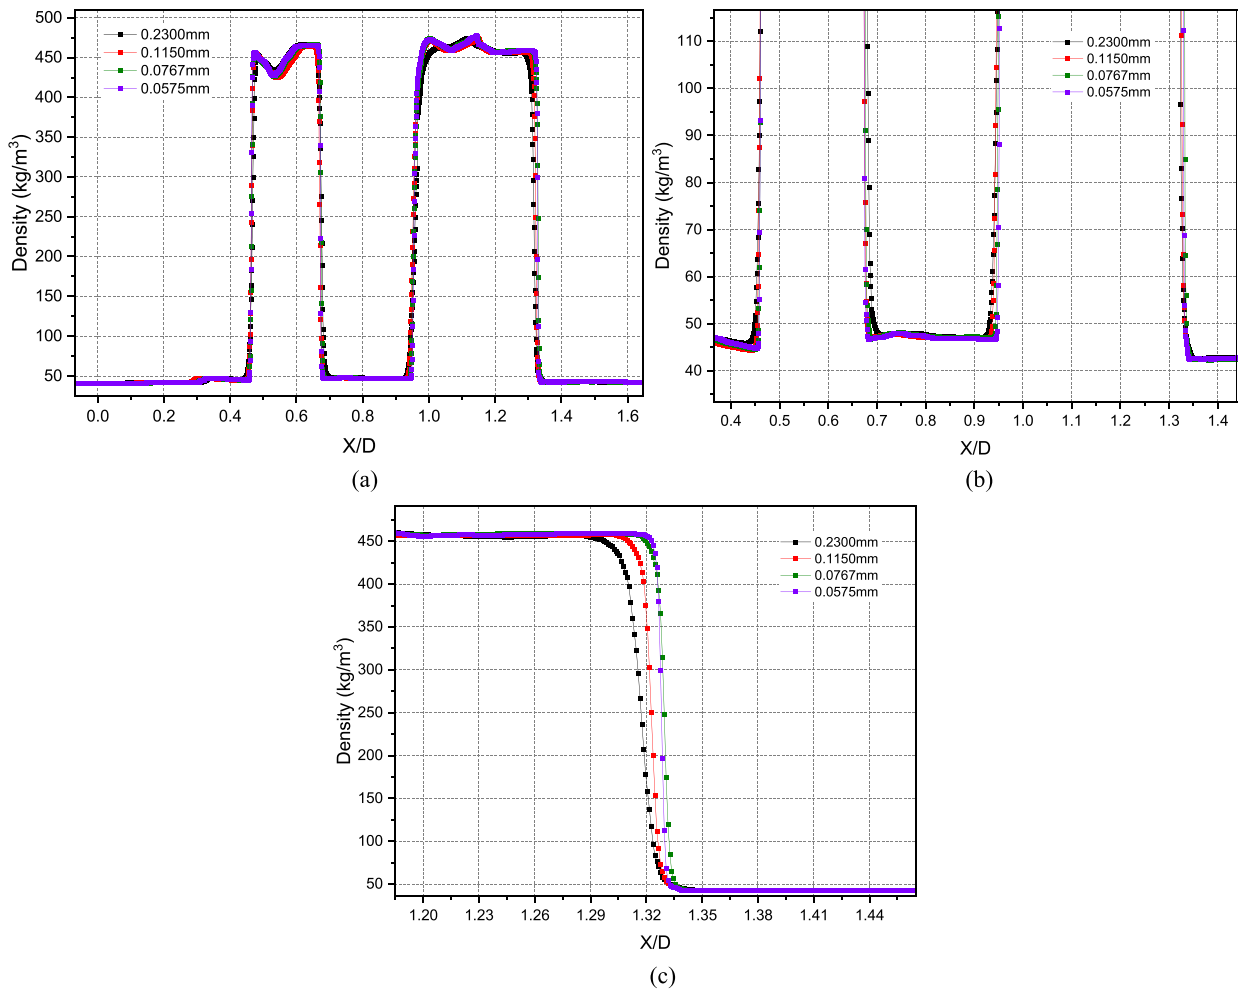 500
450
400
350
300
250
200
150
100
50
Density (kg/m³)
0.2300mm
0.1150mm
0.0767mm
0.0575mm
0.0 0.2 0.4 0.6 0.8 1.0 1.2 1.4 1.6
X/D
(a)
110
100
90
80
70
60
50
40
Density (kg/m³)
0.2300mm
0.1150mm
0.0767mm
0.0575mm
0.4 0.5 0.6 0.7 0.8 0.9 1.0 1.1 1.2 1.3 1.4
X/D
(b)
450
400
350
300
250
200
150
100
50
Density (kg/m³)
0.2300mm
0.1150mm
0.0767mm
0.0575mm
1.20 1.23 1.26 1.29 1.32 1.35 1.38 1.41 1.44
X/D
(c)